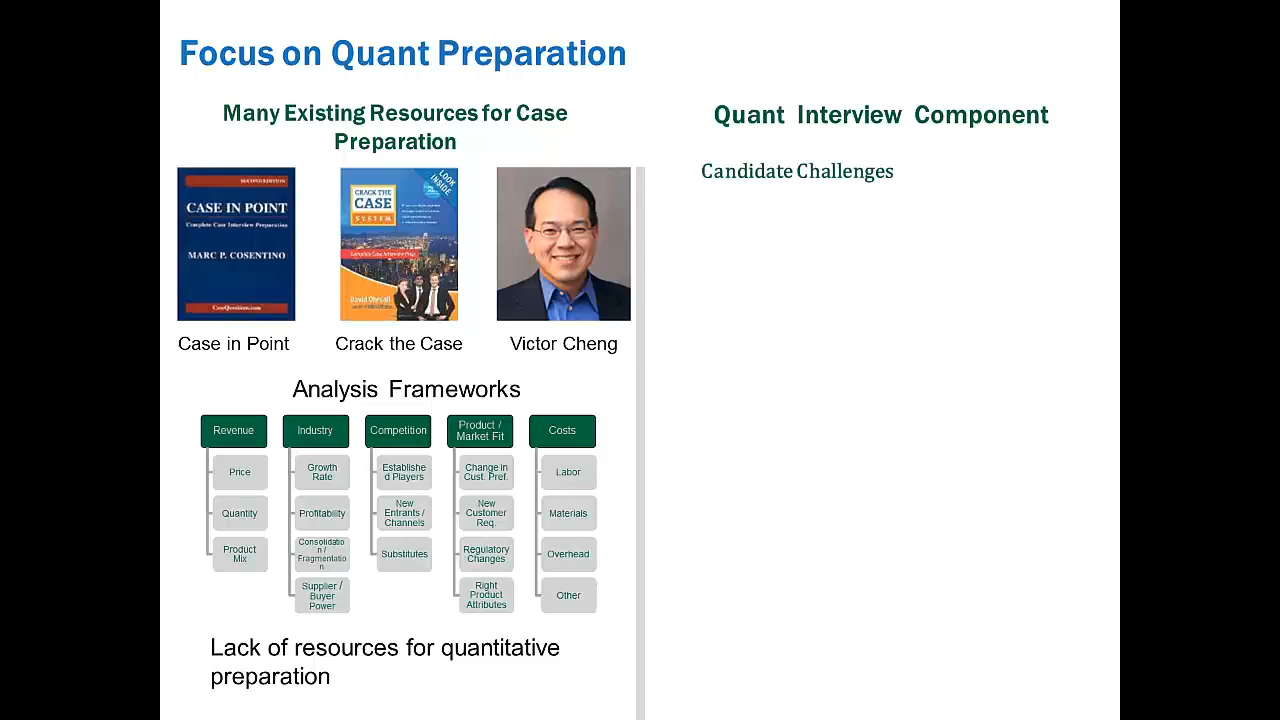 Focus on Quant Preparation
Many Existing Resources for Case
Preparation
SECOND EDITION
CASE IN POINT
Complete Case Interview Preparation
MARC P. COSENTINO
CaseQuestions.com
LOOK
INSIDE
CRACK THE
CASE
SYSTEM
David Ohrvall
Case in Point
Crack the Case
Victor Cheng
Analysis Frameworks
Revenue
Price
Quantity
Product
Mix
Industry
Growth
Rate
Profitability
Consolidatio
n /
Fragmentatio
n
Supplier /
Buyer
Power
Competition
Establishe
d Players
New
Entrants /
Channels
Substitutes
Product /
Market Fit
Change in
Cust. Pref.
New
Customer
Req.
Regulatory
Changes
Right
Product
Attributes
Costs
Labor
Materials
Overhead
Other
Lack of resources for quantitative
preparation
Quant Interview Component
Candidate Challenges